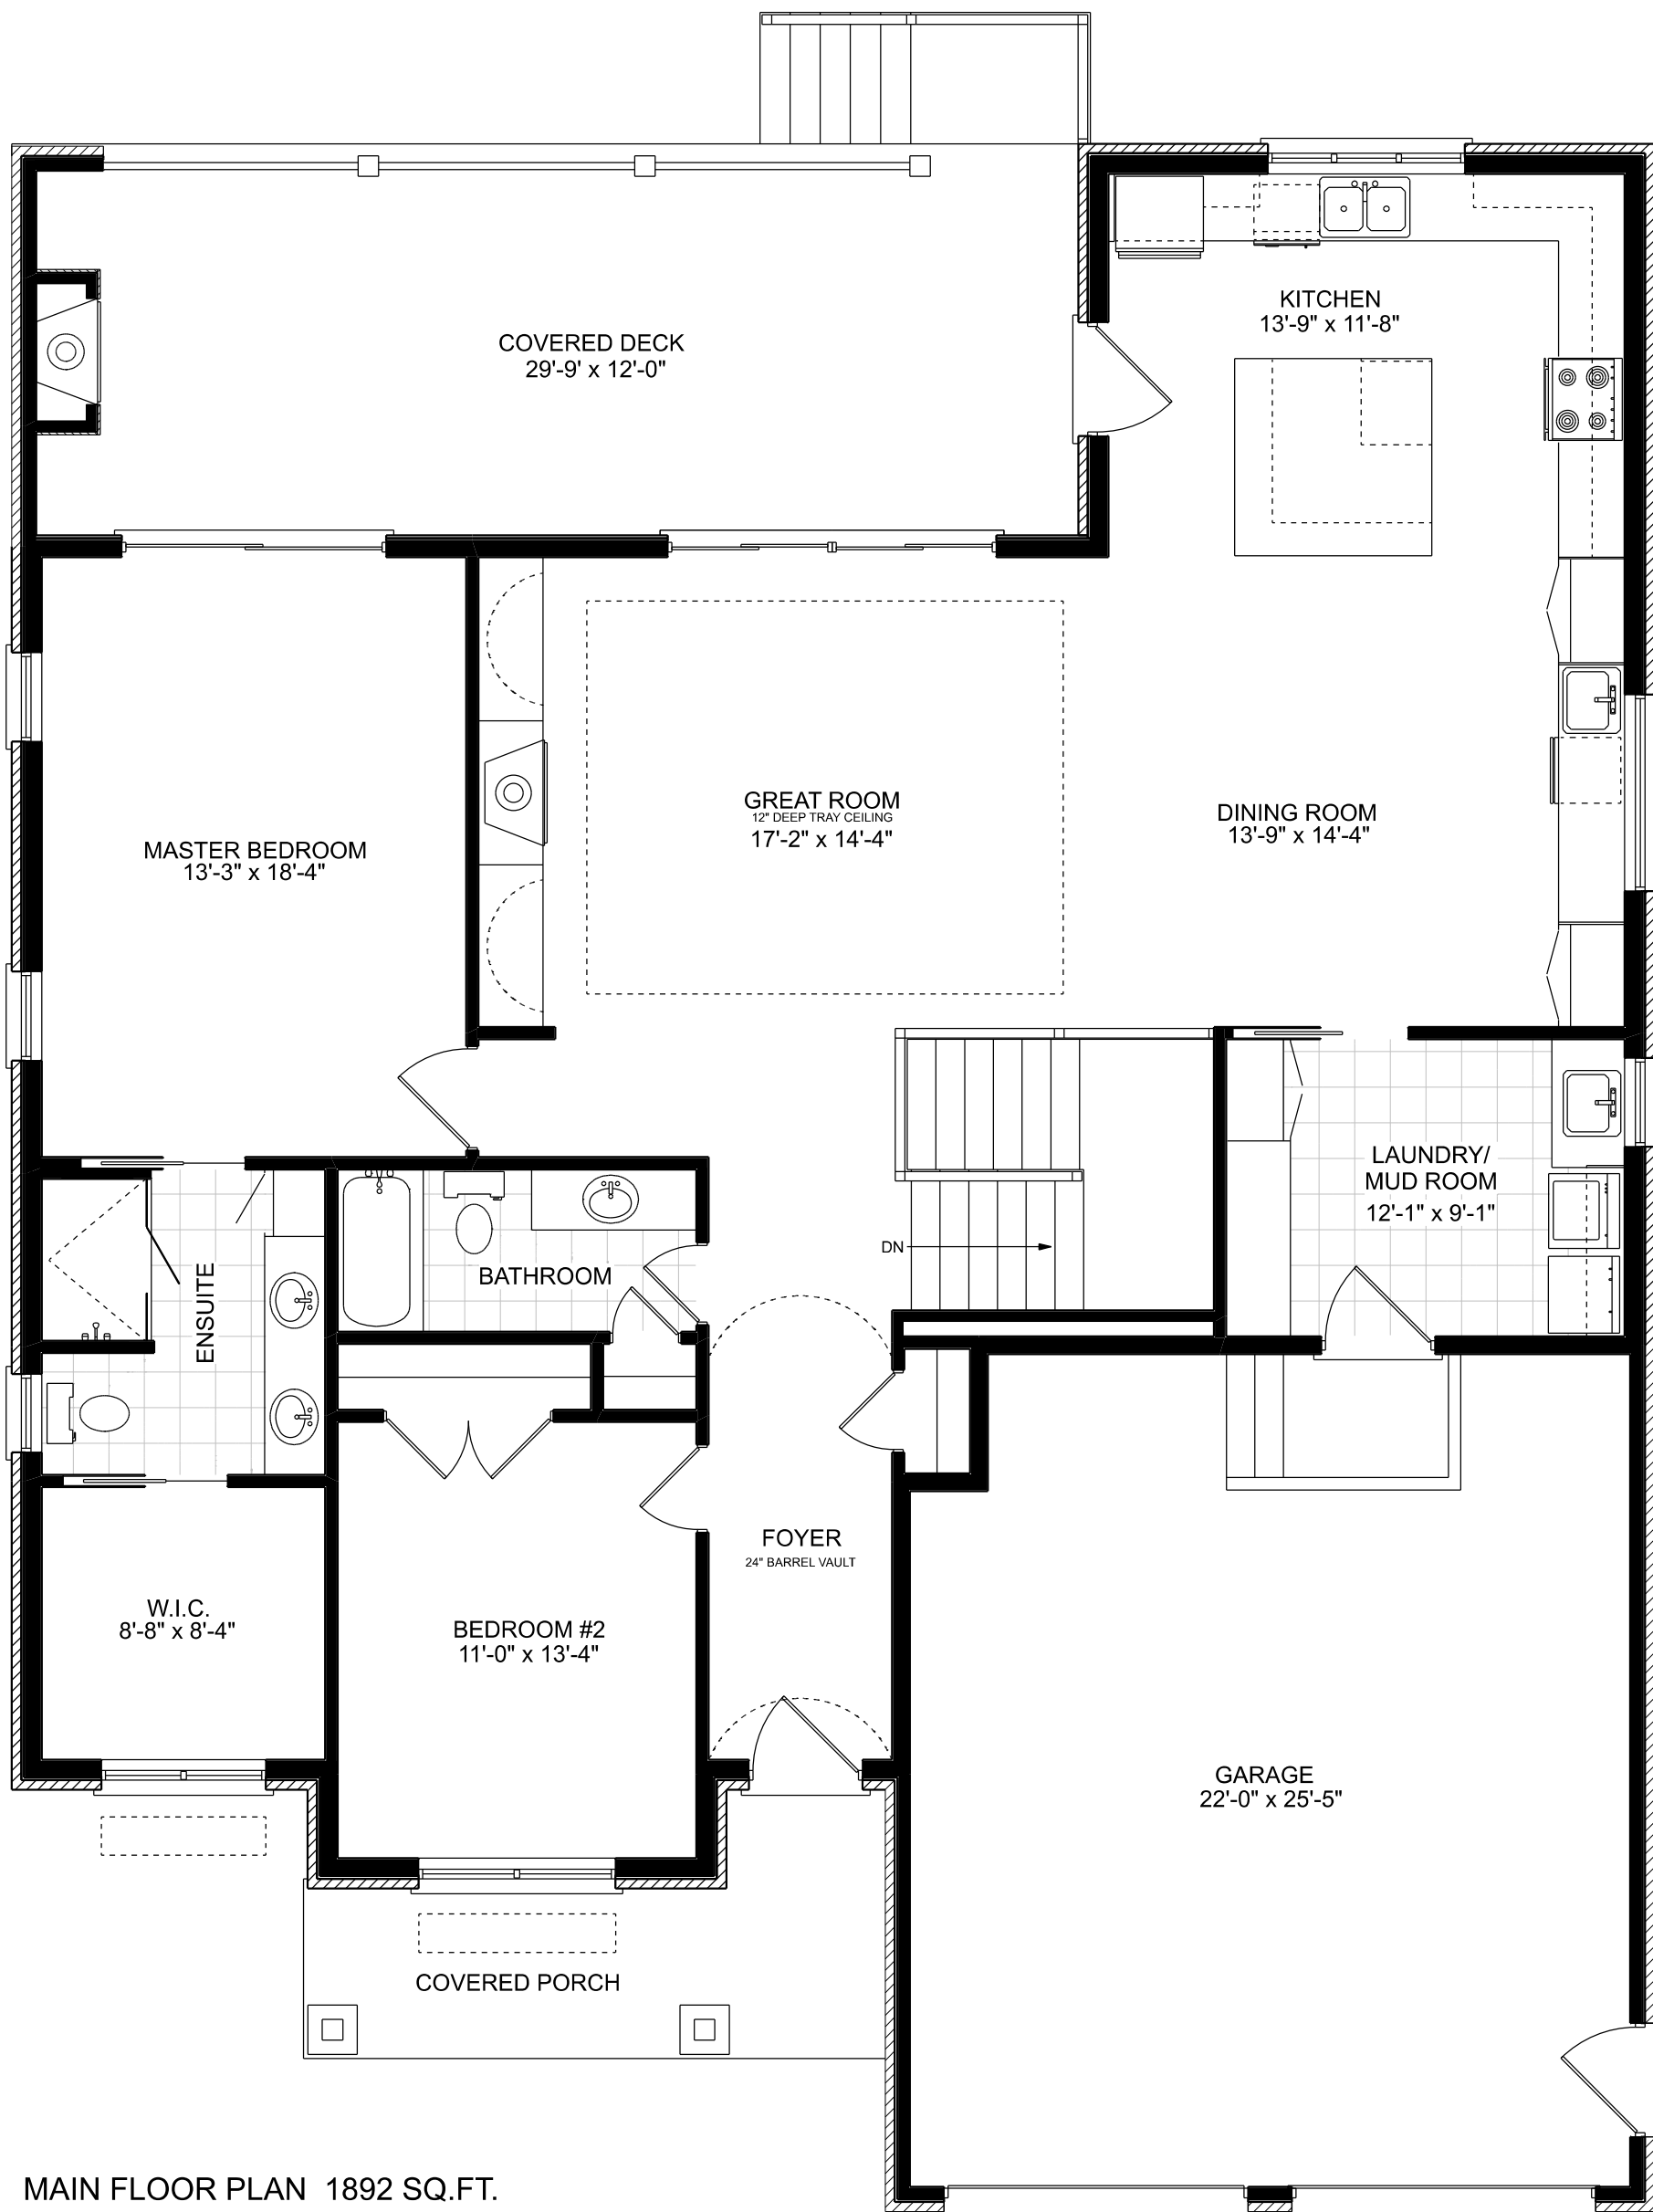 COVERED DECK
29'-9' x 12'-0"
KITCHEN
13'-9" x 11'-8"
MASTER BEDROOM
13'-3" x 18'-4"
GREAT ROOM
12" DEEP TRAY CEILING
17'-2" x 14'-4"
DINING ROOM
13'-9" x 14'-4"
LAUNDRY/
MUD ROOM
12'-1" x 9'-1"
DN
BATHROOM
ENSUITE
FOYER
24" BARREL VAULT
W.I.C.
8'-8" x 8'-4"
BEDROOM #2
11'-0" x 13'-4"
GARAGE
22'-0" x 25'-5"
COVERED PORCH
MAIN FLOOR PLAN 1892 SQ.FT.